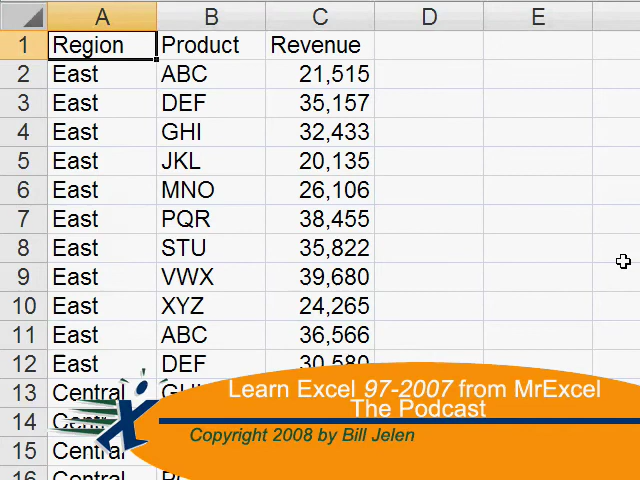 A B C D E
1 Region Product Revenue
2 East ABC 21,515
3 East DEF 35,157
4 East GHI 32,433
5 East JKL 20,135
6 East MNO 26,106
7 East PQR 38,455
8 East STU 35,822
9 East VWX 39,680
10 East XYZ 24,265
11 East ABC 36,566
12 East DEF 30,580
13 Central
14
15 Central
16 Central
Learn Excel 97-2007 from MrExcel
The Podcast
Copyright 2008 by Bill Jelen